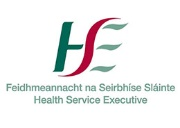 HSE
Feidhmeannacht na Seirbhíse Sláinte
Health Service Executive